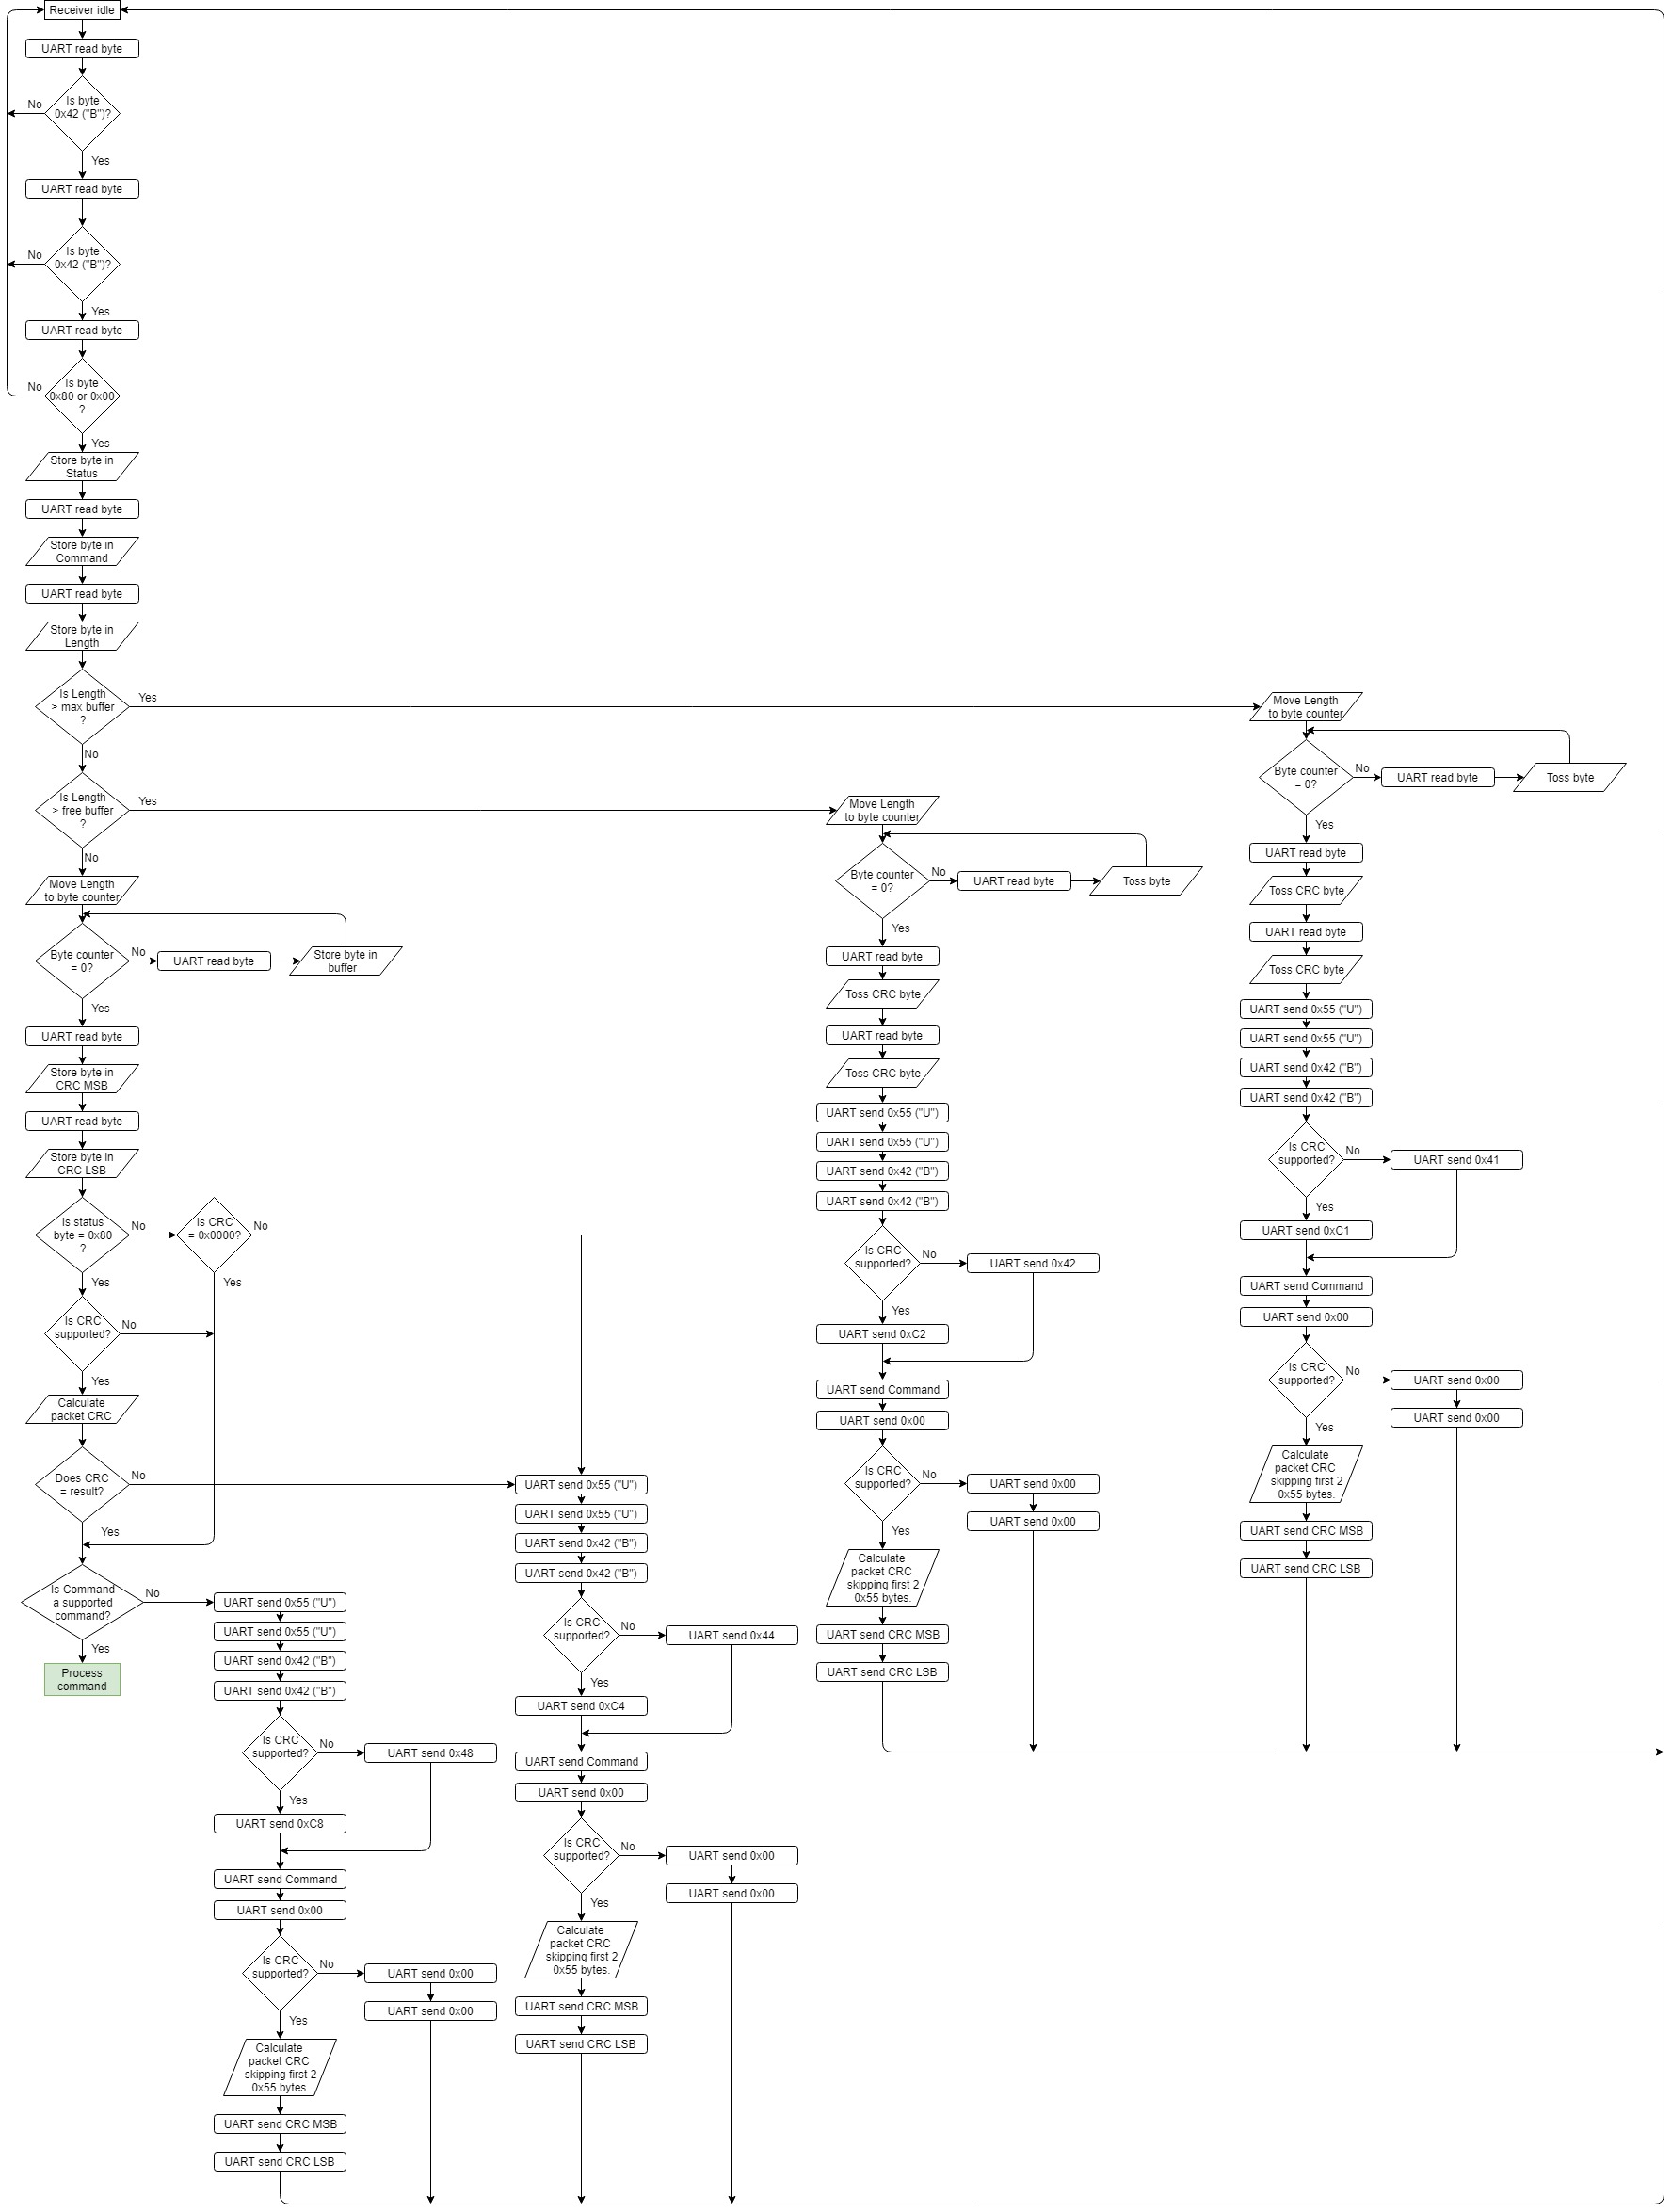 Receiver idle
UART read byte
Is byte
0x42 ("B")?
No
Yes
UART read byte
Is byte
0x42 ("B")?
No
Yes
UART read byte
Is byte
0x80 or 0x00
?
No
Yes
Store byte in
Status
UART read byte
Store byte in
Command
UART read byte
Store byte in
Length
Is Length
> max buffer
?
Yes
No
Is Length
> free buffer
?
Yes
No
Move Length
to byte counter
Byte counter
= 0?
No
UART read byte
Store byte in
buffer
Yes
UART read byte
Store byte in
CRC MSB
UART read byte
Store byte in
CRC LSB
Is status
byte = 0x80
?
No
Is CRC
= 0x0000?
No
Yes
Yes
Is CRC
supported?
No
Yes
Calculate
packet CRC
Does CRC
= result?
No
Yes
Is Command
a supported
command?
No
Yes
Process
command
UART send 0x55 ("U")
UART send 0x55 ("U")
UART send 0x42 ("B")
UART send 0x42 ("B")
Is CRC
supported?
No
UART send 0x48
Yes
UART send 0xC8
UART send Command
UART send 0x00
Is CRC
supported?
No
UART send 0x00
UART send 0x00
Yes
Calculate
packet CRC
skipping first 2
0x55 bytes.
UART send CRC MSB
UART send CRC LSB
UART send 0x55 ("U")
UART send 0x55 ("U")
UART send 0x42 ("B")
UART send 0x42 ("B")
Is CRC
supported?
No
UART send 0x44
Yes
UART send 0xC4
UART send Command
UART send 0x00
Is CRC
supported?
No
UART send 0x00
UART send 0x00
Yes
Calculate
packet CRC
skipping first 2
0x55 bytes.
UART send CRC MSB
UART send CRC LSB
Move Length
to byte counter
Byte counter
= 0?
No
UART read byte
Toss byte
Yes
UART read byte
Toss CRC byte
UART read byte
Toss CRC byte
UART send 0x55 ("U")
UART send 0x55 ("U")
UART send 0x42 ("B")
UART send 0x42 ("B")
Is CRC
supported?
No
UART send 0x42
Yes
UART send 0xC2
UART send Command
UART send 0x00
Is CRC
supported?
No
UART send 0x00
UART send 0x00
Yes
Calculate
packet CRC
skipping first 2
0x55 bytes.
UART send CRC MSB
UART send CRC LSB
Move Length
to byte counter
Byte counter
= 0?
No
UART read byte
Toss byte
Yes
UART read byte
Toss CRC byte
UART read byte
Toss CRC byte
UART send 0x55 ("U")
UART send 0x55 ("U")
UART send 0x42 ("B")
UART send 0x42 ("B")
Is CRC
supported?
No
UART send 0x41
Yes
UART send 0xC1
UART send Command
UART send 0x00
Is CRC
supported?
No
UART send 0x00
UART send 0x00
Yes
Calculate
packet CRC
skipping first 2
0x55 bytes.
UART send CRC MSB
UART send CRC LSB